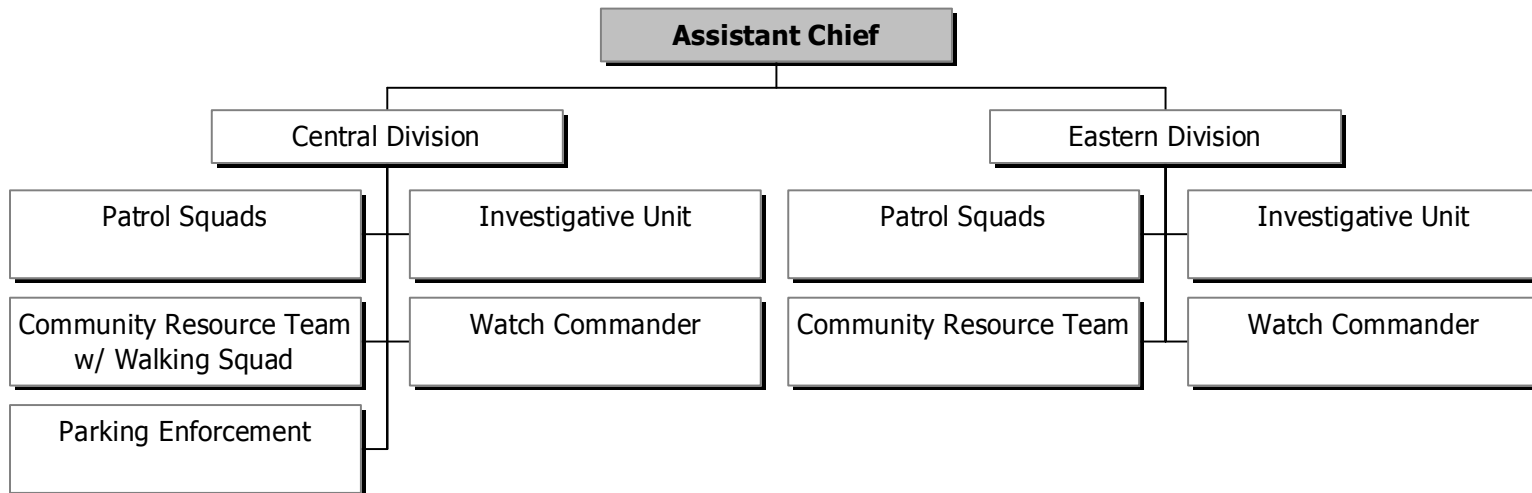 Assistant Chief
Central Division
Eastern Division
Patrol Squads
Investigative Unit
Patrol Squads
Investigative Unit
Community Resource Team
w/ Walking Squad
Watch Commander
Community Resource Team
Watch Commander
Parking Enforcement